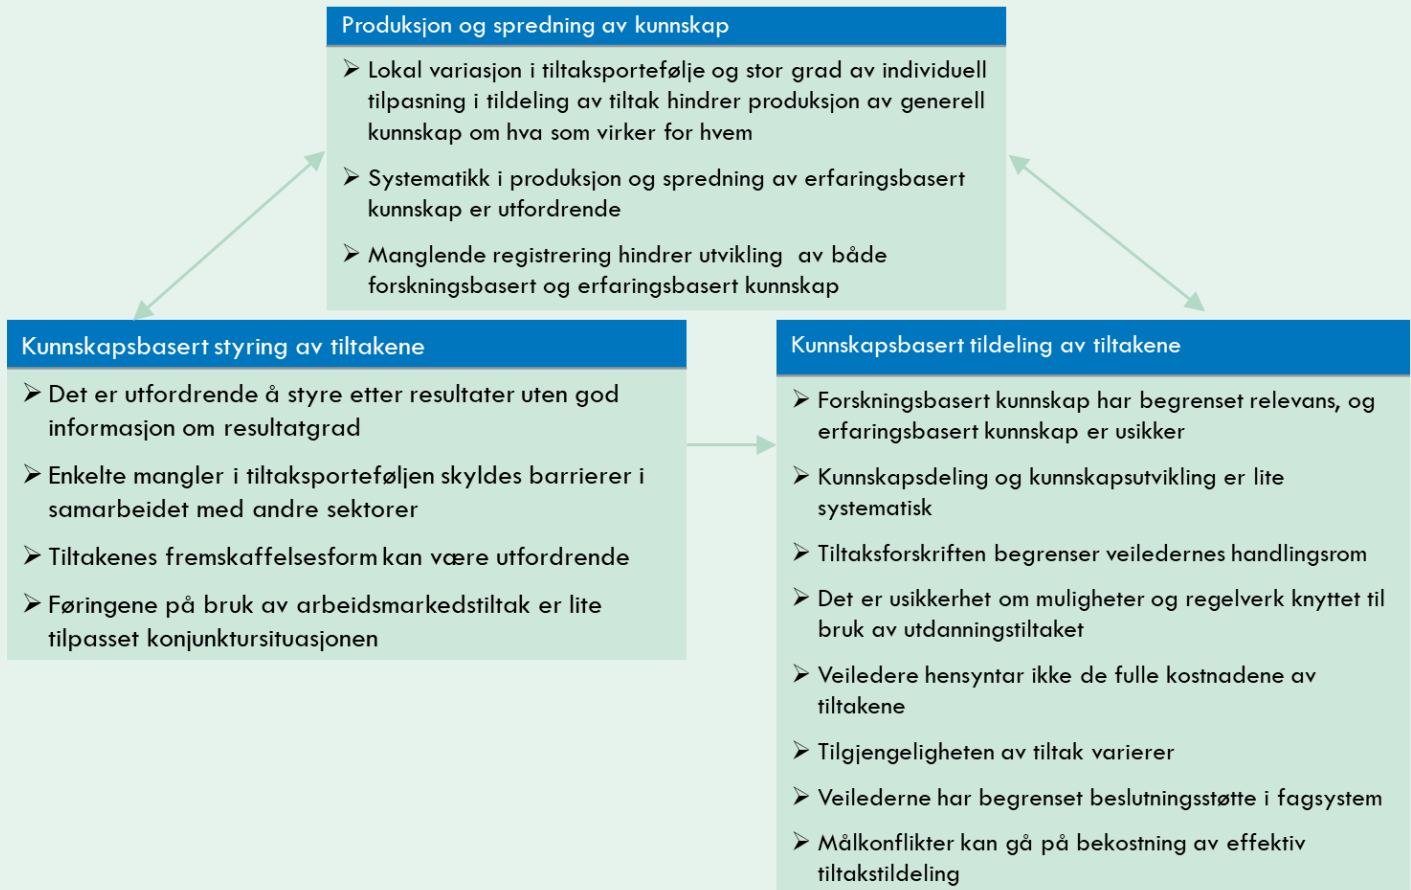 Produksjon og spredning av kunnskap
➢ Lokal variasjon i tiltaksportefølje og stor grad av individuell
tilpasning i tildeling av tiltak hindrer produksjon av generell
kunnskap om hva som virker for hvem
➢ Systematikk i produksjon og spredning av erfaringsbasert
kunnskap er utfordrende
➢ Manglende registrering hindrer utvikling av både
forskningsbasert og erfaringsbasert kunnskap
Kunnskapsbasert styring av tiltakene
➢ Det er utfordrende å styre etter resultater uten god
informasjon om resultatgrad
➢ Enkelte mangler i tiltaksporteføljen skyldes barrierer i
samarbeidet med andre sektorer
➢ Tiltakenes fremskaffelsesform kan være utfordrende
➢ Føringene på bruk av arbeidsmarkedstiltak er lite
tilpasset konjunktursituasjonen
Kunnskapsbasert tildeling av tiltakene
➢ Forskningsbasert kunnskap har begrenset relevans, og
erfaringsbasert kunnskap er usikker
➢ Kunnskapsdeling og kunnskapsutvikling er lite
systematisk
➢ Tiltaksforskriften begrenser veiledernes handlingsrom
➢ Det er usikkerhet om muligheter og regelverk knyttet til
bruk av utdanningstiltaket
➢ Veiledere hensyntar ikke de fulle kostnadene av
tiltakene
➢ Tilgjengeligheten av tiltak varierer
➢ Veilederne har begrenset beslutningsstøtte i fagsystem
➢ Målkonflikter kan gå på bekostning av effektiv
tiltakstildeling